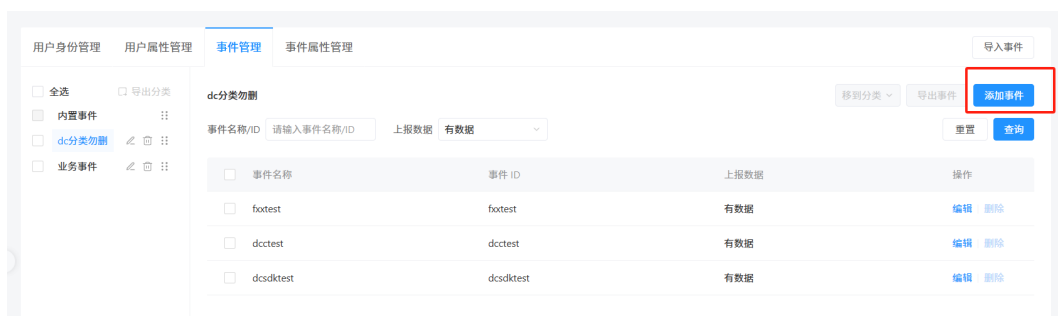 用户身份管理 用户属性管理 事件管理 事件属性管理 导入事件
全选 导出分类
内置事件
dc分类勿删
业务事件
dc分类勿删 移到分类 导出事件 添加事件
事件名称/ID 请输入事件名称/ID 上报数据 有数据 重置 查询
事件名称 事件 ID 上报数据 操作
fxxtest fxxtest 有数据 编辑 删除
dcctest dcctest 有数据 编辑 删除
dcsdktest dcsdktest 有数据 编辑 删除